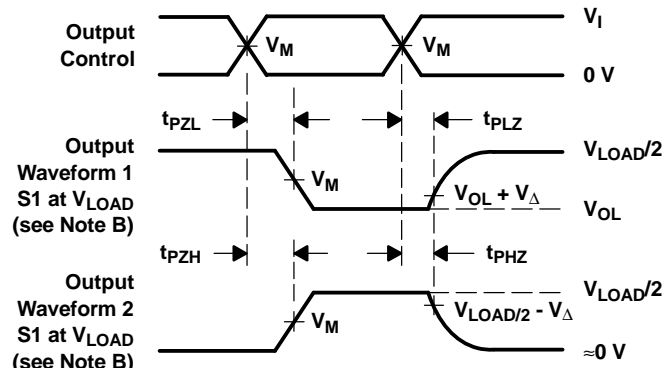 Output
Control
V_I
V_M
V_M
0 V
t_PZL
t_PLZ
Output
Waveform 1
S1 at V_LOAD
(see Note B)
V_LOAD/2
V_M
V_OL + V_Δ
V_OL
t_PZH
t_PHZ
Output
Waveform 2
S1 at V_LOAD
(see Note B)
V_LOAD/2
V_LOAD/2 - V_Δ
V_M
≈0 V